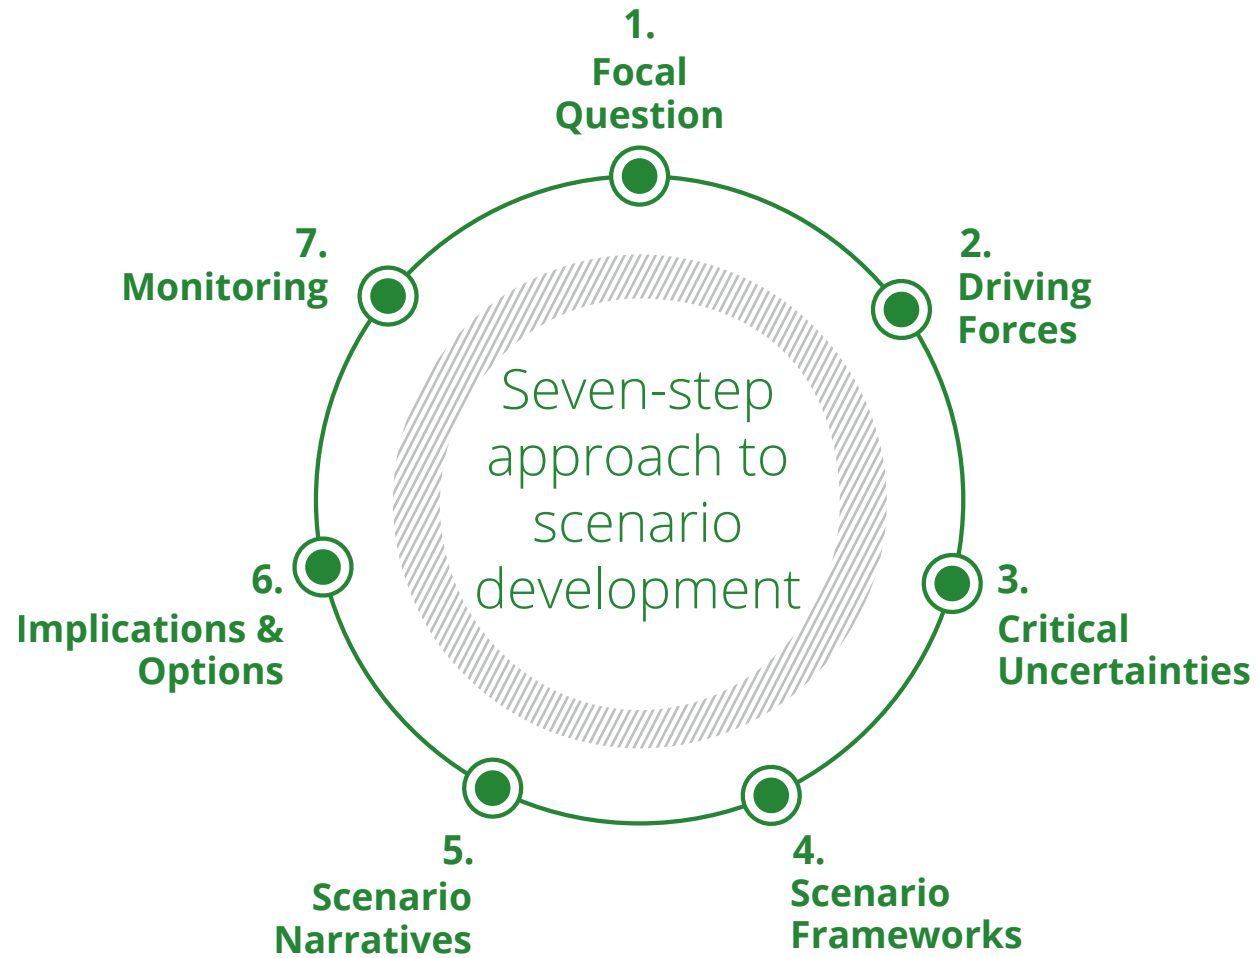 1.
Focal
Question
2.
Driving
Forces
3.
Critical
Uncertainties
4.
Scenario
Frameworks
5.
Scenario
Narratives
6.
Implications &
Options
7.
Monitoring
Seven-step
approach to
scenario
development